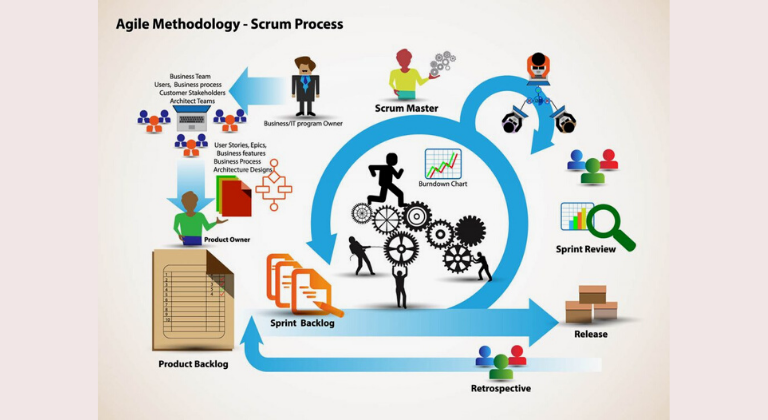 Agile Methodology - Scrum Process
Business Team
Users, Business process
Customer Stakeholders
Architect Teams
Business/IT program Owner
Scrum Master
User Stories, Epics,
Business features
Business Process
Architecture Designs
Burndown Chart
Product Owner
Sprint Review
Sprint Backlog
Release
Product Backlog
Retrospective